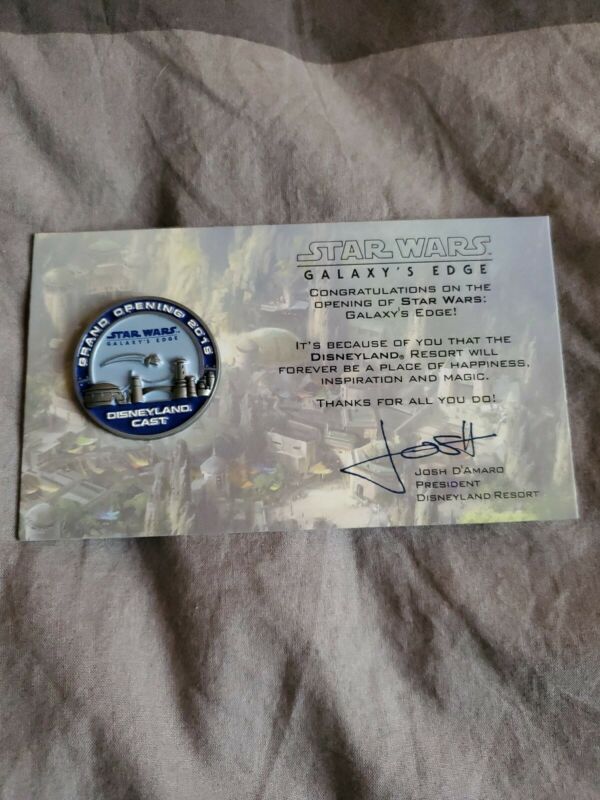 GRAND OPENING 2019
STAR WARS
GALAXY'S EDGE
DISNEYLAND®
CAST
STAR WARS
GALAXY'S EDGE
CONGRATULATIONS ON THE
OPENING OF STAR WARS:
GALAXY'S EDGE!
IT'S BECAUSE OF YOU THAT THE
DISNEYLAND® RESORT WILL
FOREVER BE A PLACE OF HAPPINESS,
INSPIRATION AND MAGIC.
THANKS FOR ALL YOU DO!
Josh
JOSH D'AMARO
PRESIDENT
DISNEYLAND RESORT